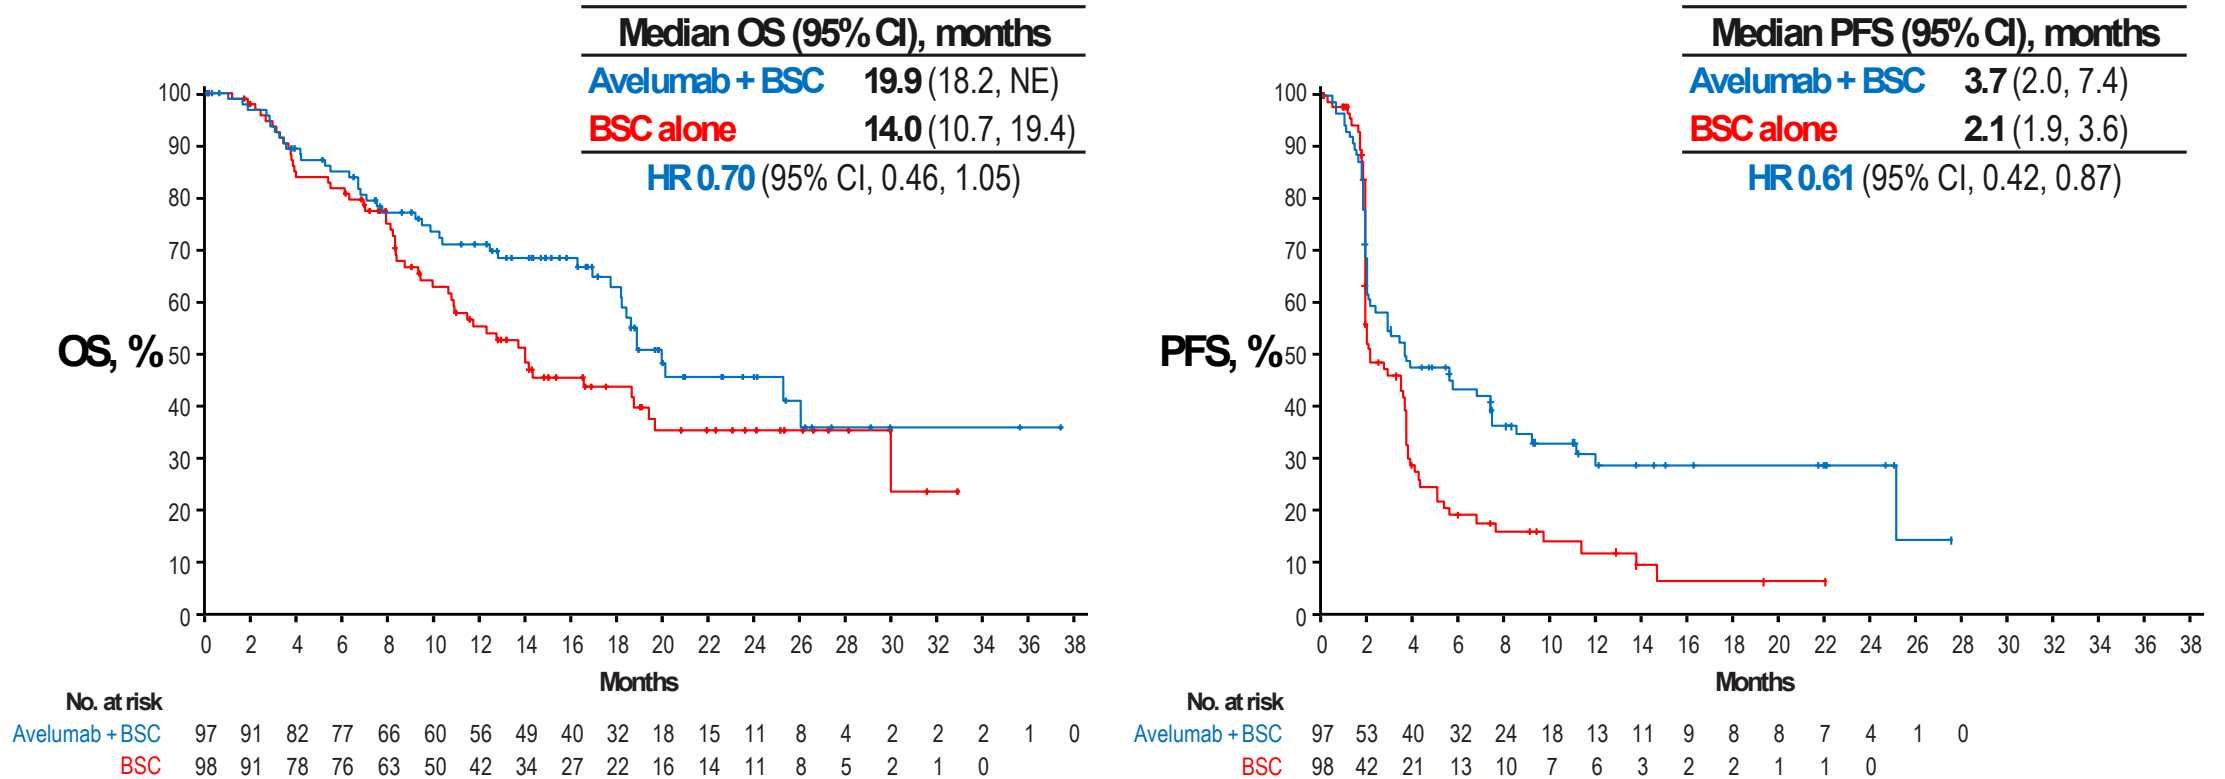 Median OS (95% CI), months
Avelumab + BSC 19.9 (18.2, NE)
BSC alone 14.0 (10.7, 19.4)
HR 0.70 (95% CI, 0.46, 1.05)
100
90
80
70
60
50
40
30
20
10
0
OS, %
0 2 4 6 8 10 12 14 16 18 20 22 24 26 28 30 32 34 36 38
Months
No. at risk
Avelumab + BSC 97 91 82 77 66 60 56 49 40 32 18 15 11 8 4 2 2 2 1 0
BSC 98 91 78 76 63 50 42 34 27 22 16 14 11 8 5 2 1 0
Median PFS (95% CI), months
Avelumab + BSC 3.7 (2.0, 7.4)
BSC alone 2.1 (1.9, 3.6)
HR 0.61 (95% CI, 0.42, 0.87)
100
90
80
70
60
50
40
30
20
10
0
PFS, %
0 2 4 6 8 10 12 14 16 18 20 22 24 26 28 30 32 34 36 38
Months
No. at risk
Avelumab + BSC 97 53 40 32 24 18 13 11 9 8 8 7 4 1 0
BSC 98 42 21 13 10 7 6 3 2 2 1 1 0